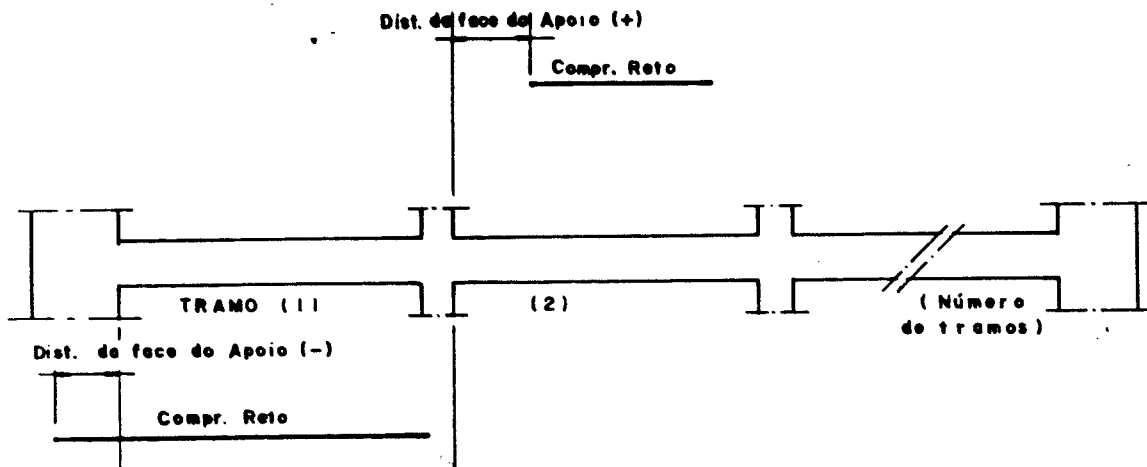 Dist. da face do Apoio (+)
Compr. Reto
TRAMO (1)
(2)
(Número
de tramos)
Dist. da face do Apoio (-)
Compr. Reto